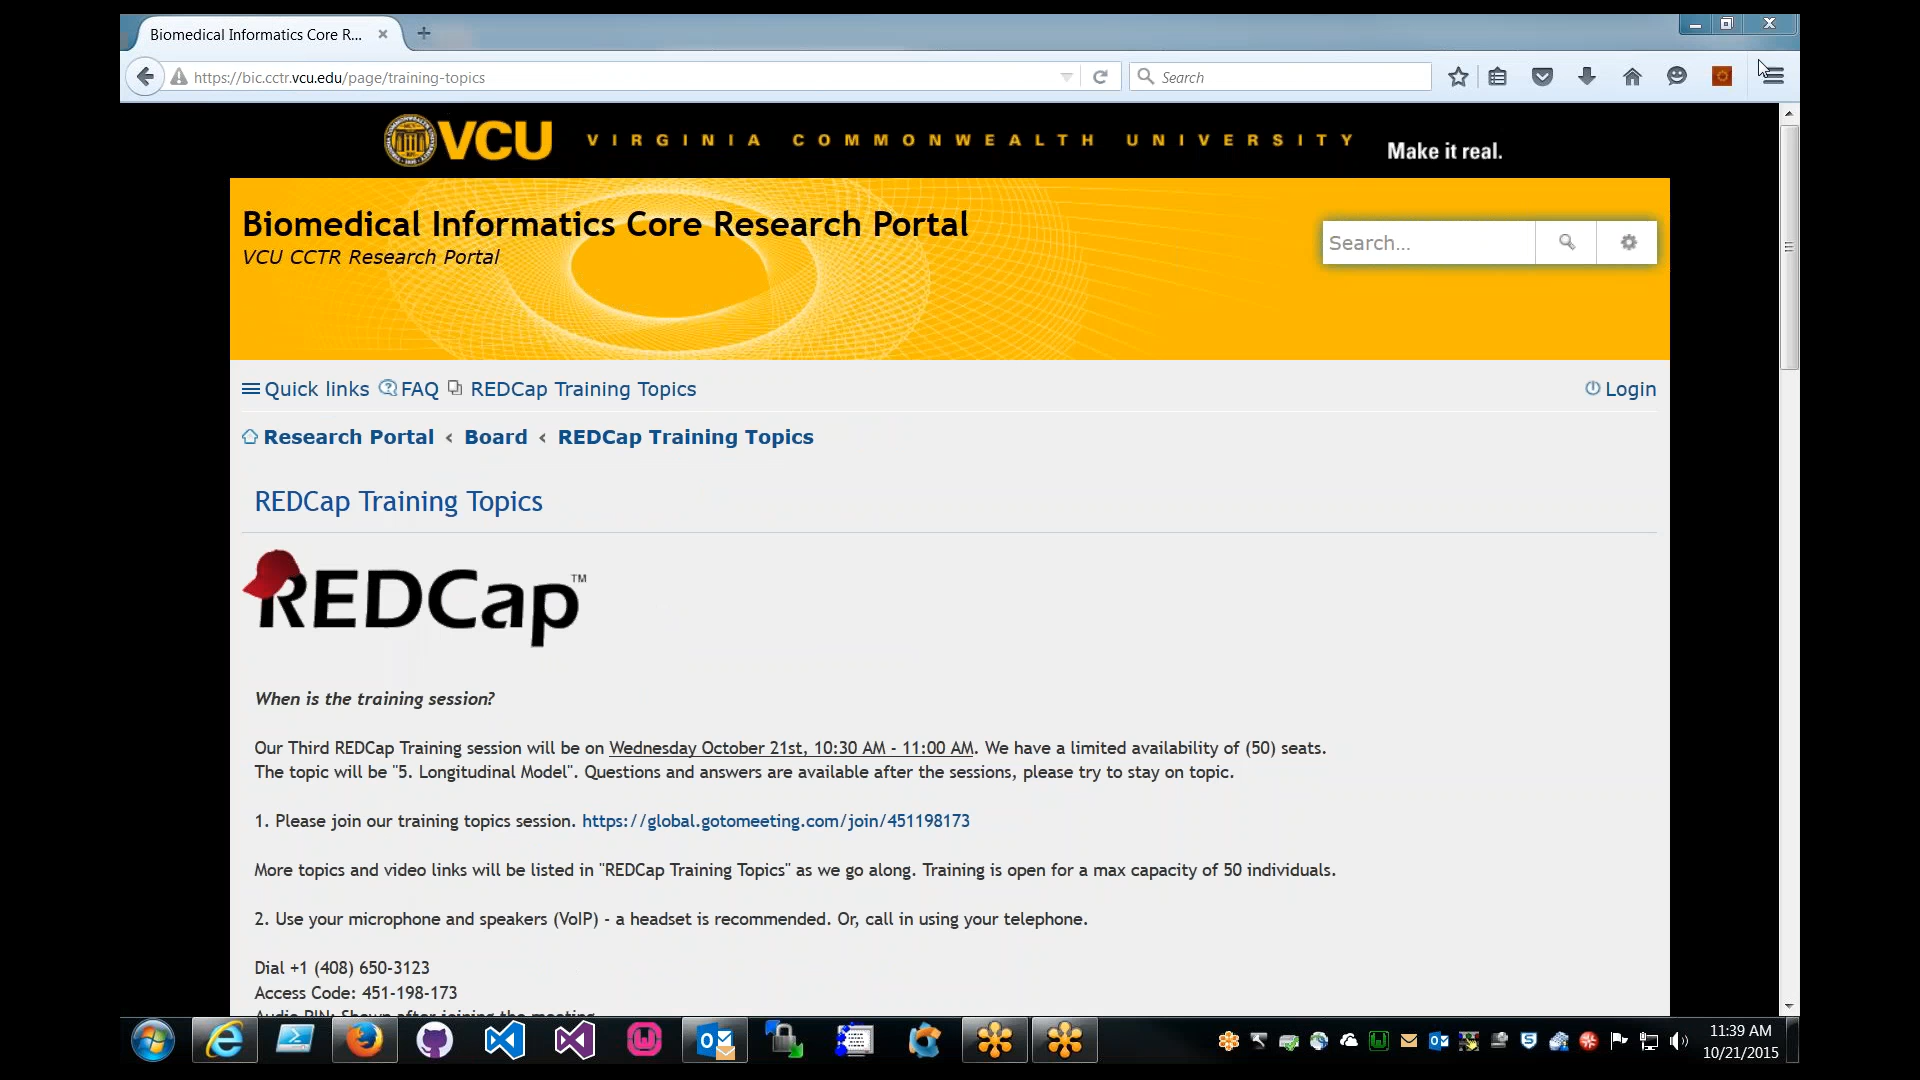 Biomedical Informatics Core R...
https://bic.cctr.vcu.edu/page/training-topics
Search
VCU VIRGINIA COMMONWEALTH UNIVERSITY Make it real.
Biomedical Informatics Core Research Portal
VCU CCTR Research Portal
Search...
Quick links FAQ REDCap Training Topics Login
Research Portal ‹ Board ‹ REDCap Training Topics
REDCap Training Topics
REDCap™
When is the training session?
Our Third REDCap Training session will be on Wednesday October 21st, 10:30 AM - 11:00 AM. We have a limited availability of (50) seats.
The topic will be "5. Longitudinal Model". Questions and answers are available after the sessions, please try to stay on topic.
1. Please join our training topics session. https://global.gotomeeting.com/join/451198173
More topics and video links will be listed in "REDCap Training Topics" as we go along. Training is open for a max capacity of 50 individuals.
2. Use your microphone and speakers (VoIP) - a headset is recommended. Or, call in using your telephone.
Dial +1 (408) 650-3123
Access Code: 451-198-173
Audio PIN: Shown after joining the meeting
11:39 AM
10/21/2015